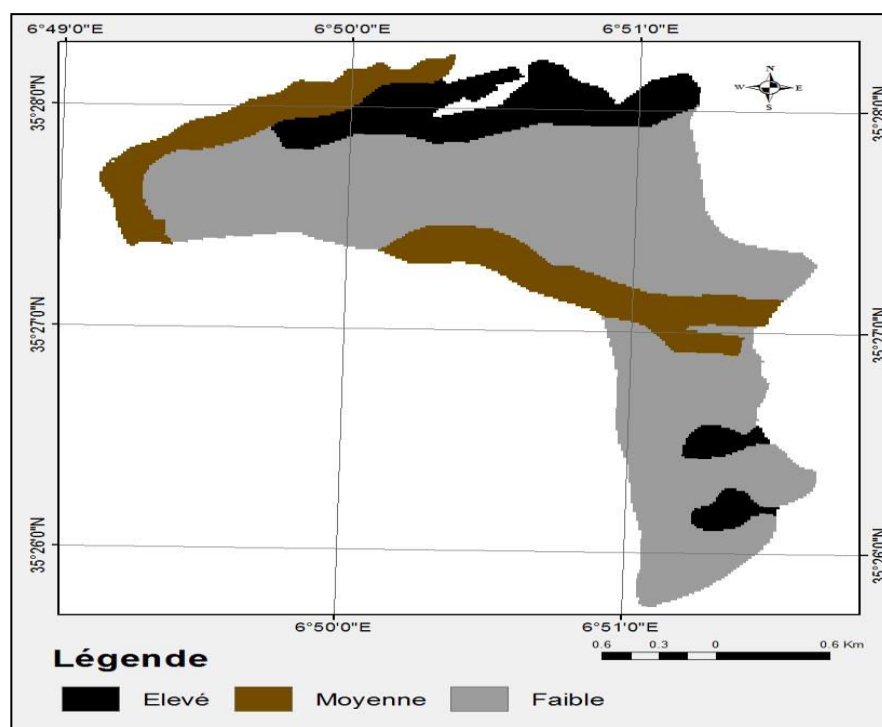 6°49'0"E 6°50'0"E 6°51'0"E
N
W E
S
35°28'0"N 35°28'0"N
35°27'0"N 35°27'0"N
35°26'0"N 35°26'0"N
6°50'0"E 6°51'0"E
0.6 0.3 0 0.6 Km
Légende
Elevé Moyenne Faible